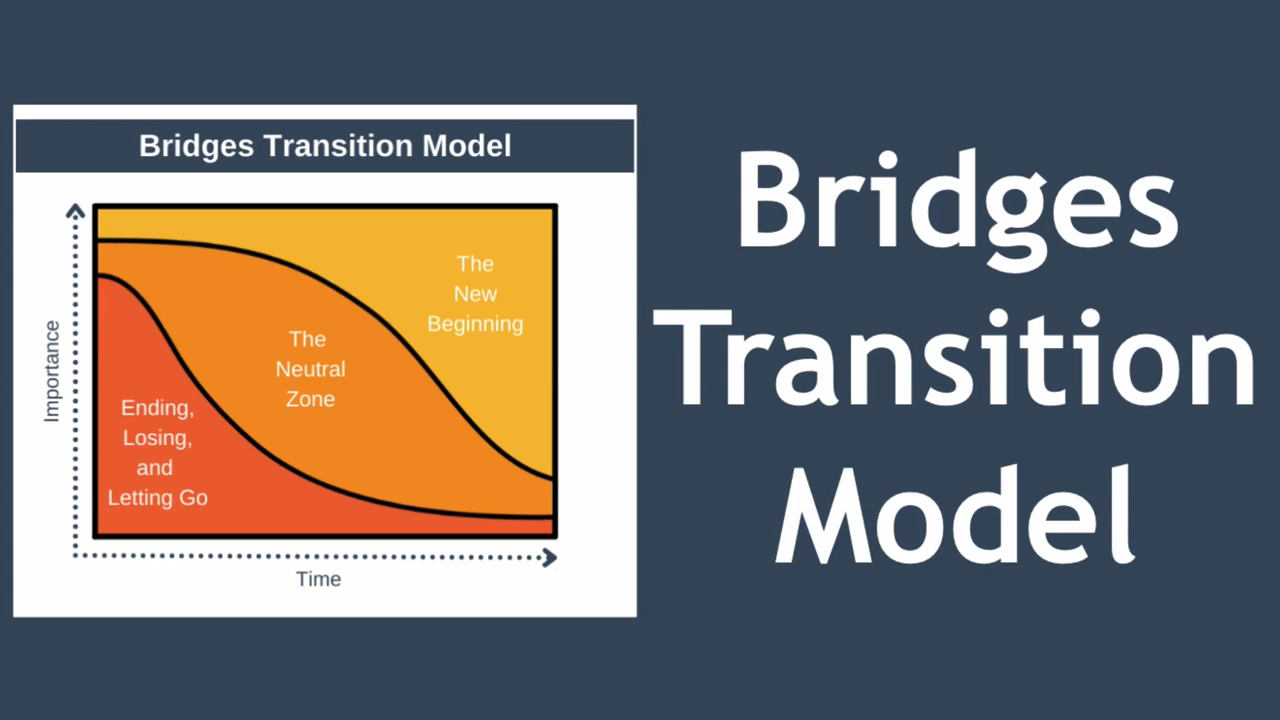 Bridges Transition Model
Importance
Ending,
Losing,
and
Letting Go
The
Neutral
Zone
The
New
Beginning
Time
Bridges
Transition
Model